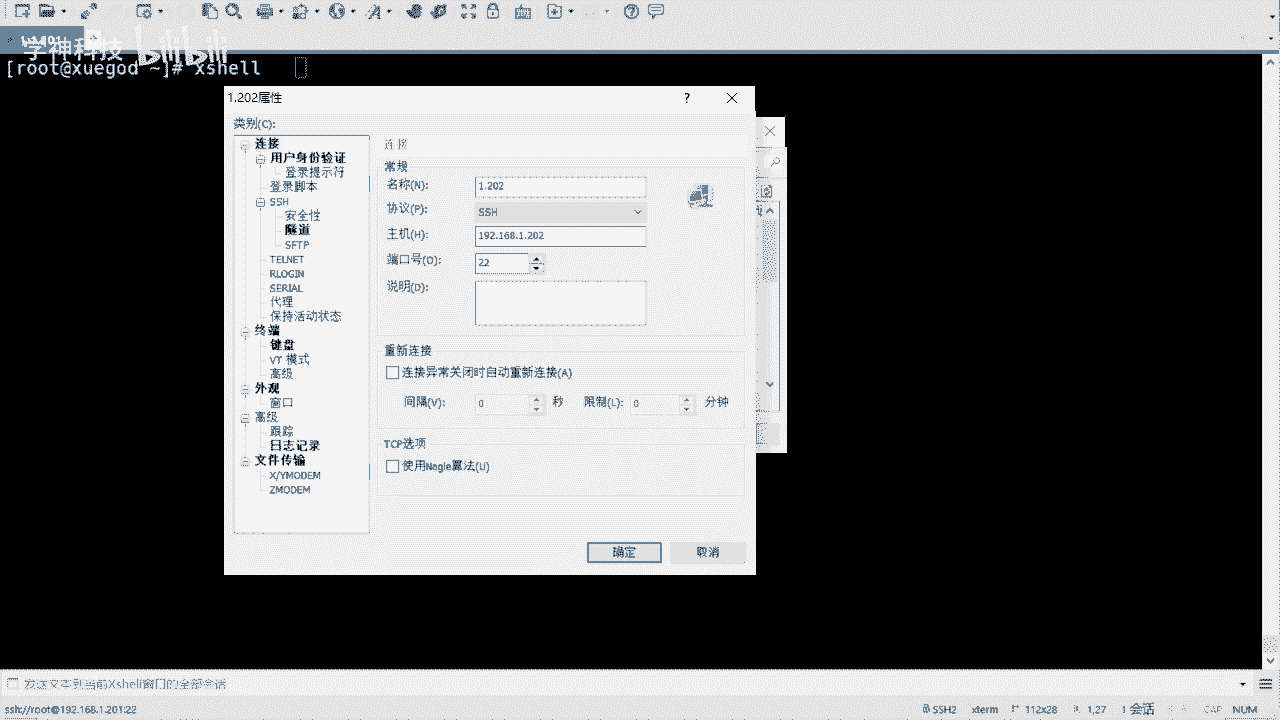 学神科技 bilibili
[root@xuegod ~]# xshell
1.202属性
类别(C):
连接
用户身份验证
登录提示符
登录脚本
SSH
安全性
隧道
SFTP
TELNET
RLOGIN
SERIAL
代理
保持活动状态
终端
键盘
VT 模式
高级
外观
窗口
高级
跟踪
日志记录
文件传输
X/YMODEM
ZMODEM
连接
常规
名称(N): 1.202
协议(P): SSH
主机(H): 192.168.1.202
端口号(O): 22
说明(D):
重新连接
连接异常关闭时自动重新连接(A)
间隔(V): 0 秒 限制(L): 0 分钟
TCP选项
使用Nagle算法(U)
确定 取消
发送文本到当前Xshell窗口的全部会话
ssh://root@192.168.1.201:22 SSH2 xterm 112x28 1,27 1 会话 CAP NUM